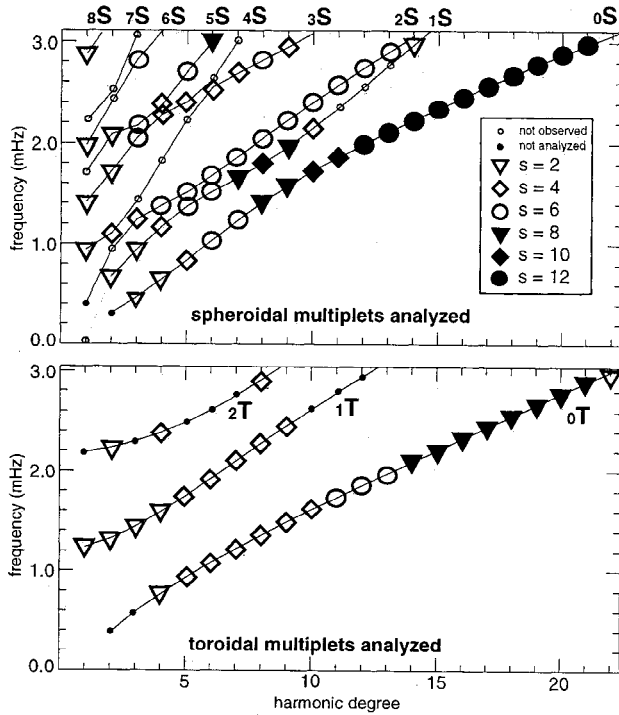 8S 7S 6S 5S 4S 3S 2S 1S 0S
3.0
2.0
1.0
0.0
frequency (mHz)
not observed
not analyzed
s = 2
s = 4
s = 6
s = 8
s = 10
s = 12
spheroidal multiplets analyzed
3.0
2.0
1.0
0.0
frequency (mHz)
2T 1T 0T
toroidal multiplets analyzed
5 10 15 20
harmonic degree